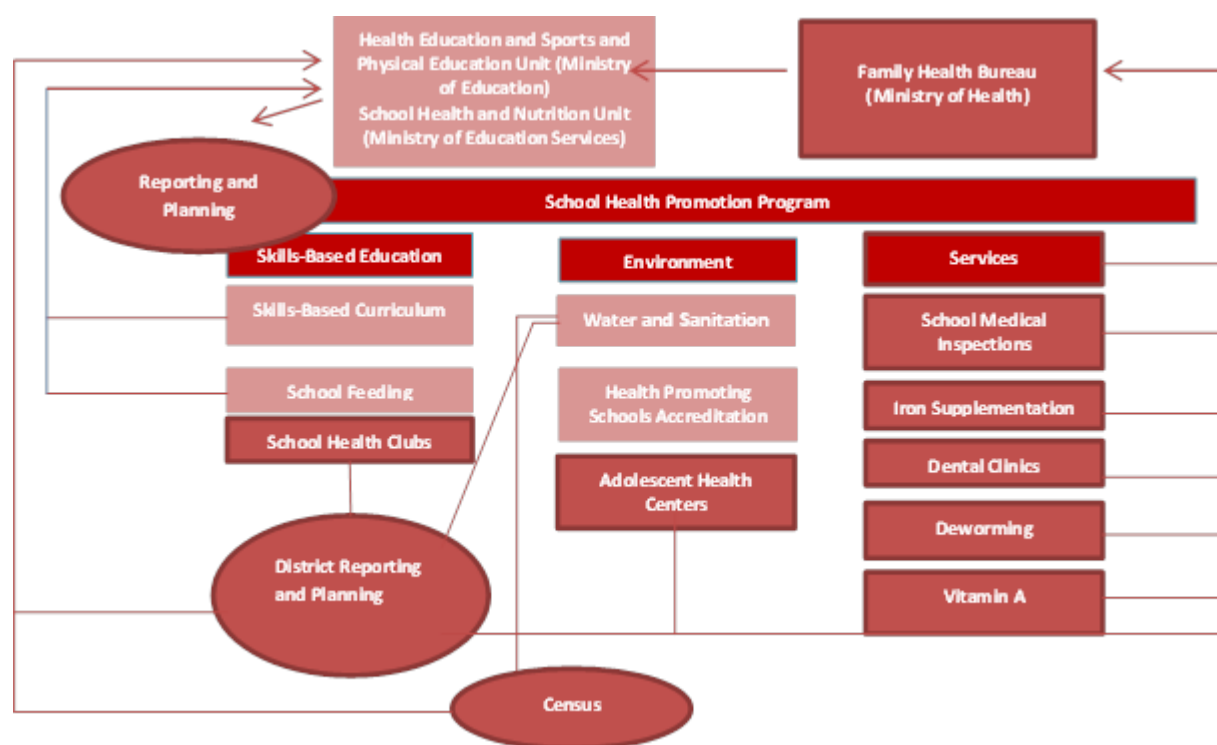 Health Education and Sports and
Physical Education Unit (Ministry
of Education)
School Health and Nutrition Unit
(Ministry of Education Services)
Family Health Bureau
(Ministry of Health)
Reporting and
Planning
School Health Promotion Program
Skills-Based Education
Environment
Services
Skills-Based Curriculum
Water and Sanitation
School Medical
Inspections
School Feeding
Health Promoting
Schools Accreditation
Iron Supplementation
School Health Clubs
Adolescent Health
Centers
Dental Clinics
Deworming
District Reporting
and Planning
Vitamin A
Census